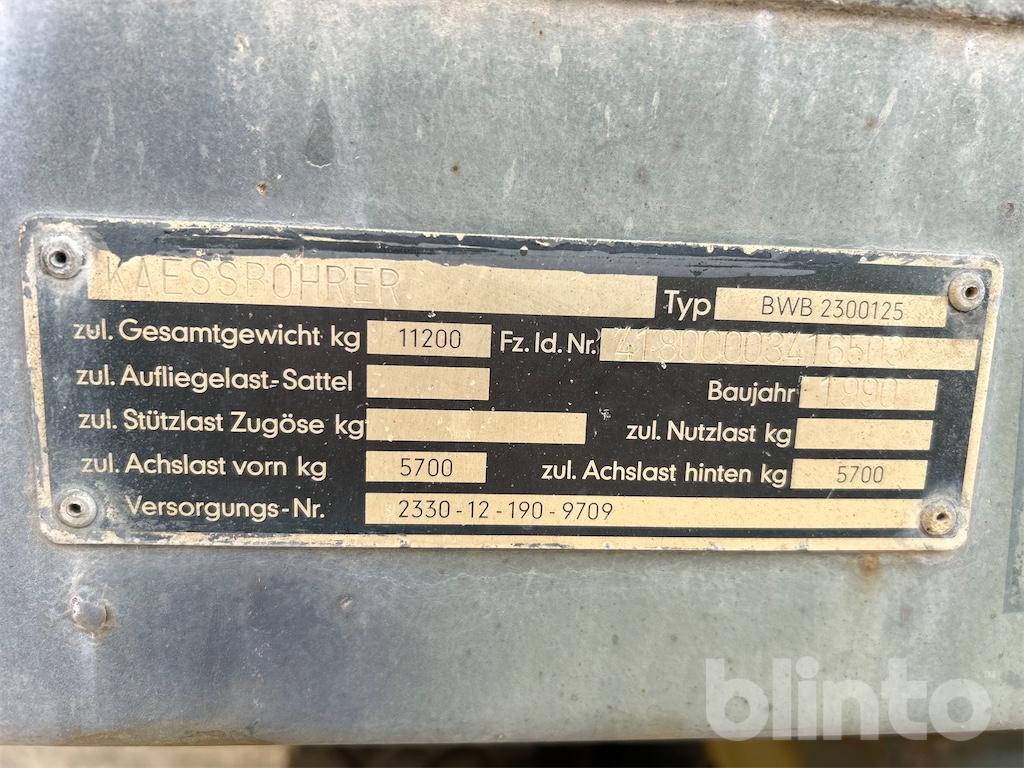 KAESSBOHRER Typ BWB 2300125
zul. Gesamtgewicht kg 11200 Fz. Id. Nr. 41800003416503
zul. Aufliegelast-Sattel Baujahr 1990
zul. Stützlast Zugöse kg zul. Nutzlast kg
zul. Achslast vorn kg 5700 zul. Achslast hinten kg 5700
Versorgungs-Nr. 2330-12-190-9709
blinto